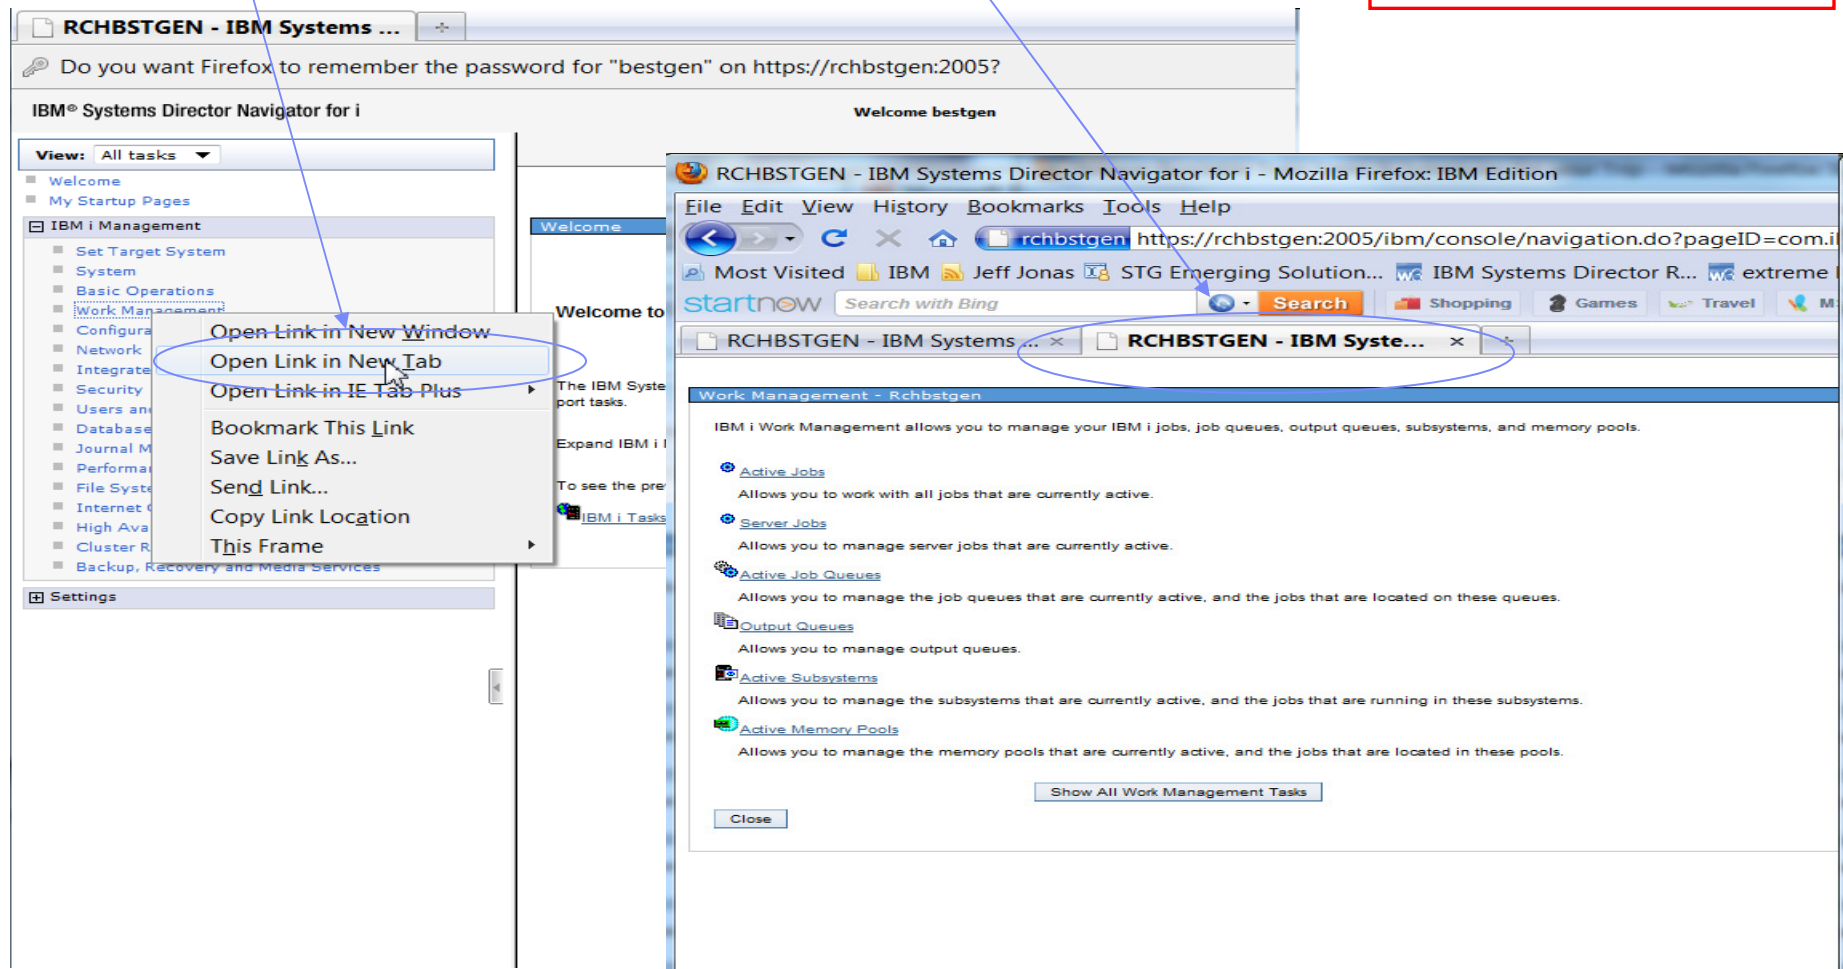 RCHBSTGEN - IBM Systems ...
Do you want Firefox to remember the password for "bestgen" on https://rchbstgen:2005?
IBM® Systems Director Navigator for i
Welcome bestgen
View: All tasks
Welcome
My Startup Pages
IBM i Management
Set Target System
System
Basic Operations
Work Management
Configura
Network
Integrate
Security
Users an
Database
Journal M
Performa
File Syst
Internet
High Ava
Cluster R
Backup, Recovery and Media Services
Settings
Open Link in New Window
Open Link in New Tab
Open Link in IE Tab Plus
Bookmark This Link
Save Link As...
Send Link...
Copy Link Location
This Frame
Welcome
Welcome to
The IBM Syste
port tasks.
Expand IBM i
To see the pre
IBM i Tasks
RCHBSTGEN - IBM Systems Director Navigator for i - Mozilla Firefox: IBM Edition
File Edit View History Bookmarks Tools Help
rchbstgen https://rchbstgen:2005/ibm/console/navigation.do?pageID=com.i
Most Visited IBM Jeff Jonas STG Emerging Solution... IBM Systems Director R... extreme
startnow Search with Bing Search Shopping Games Travel M
RCHBSTGEN - IBM Systems ... RCHBSTGEN - IBM Syste...
Work Management - Rchbstgen
IBM i Work Management allows you to manage your IBM i jobs, job queues, output queues, subsystems, and memory pools.
Active Jobs
Allows you to work with all jobs that are currently active.
Server Jobs
Allows you to manage server jobs that are currently active.
Active Job Queues
Allows you to manage the job queues that are currently active, and the jobs that are located on these queues.
Output Queues
Allows you to manage output queues.
Active Subsystems
Allows you to manage the subsystems that are currently active, and the jobs that are running in these subsystems.
Active Memory Pools
Allows you to manage the memory pools that are currently active, and the jobs that are located in these pools.
Show All Work Management Tasks
Close